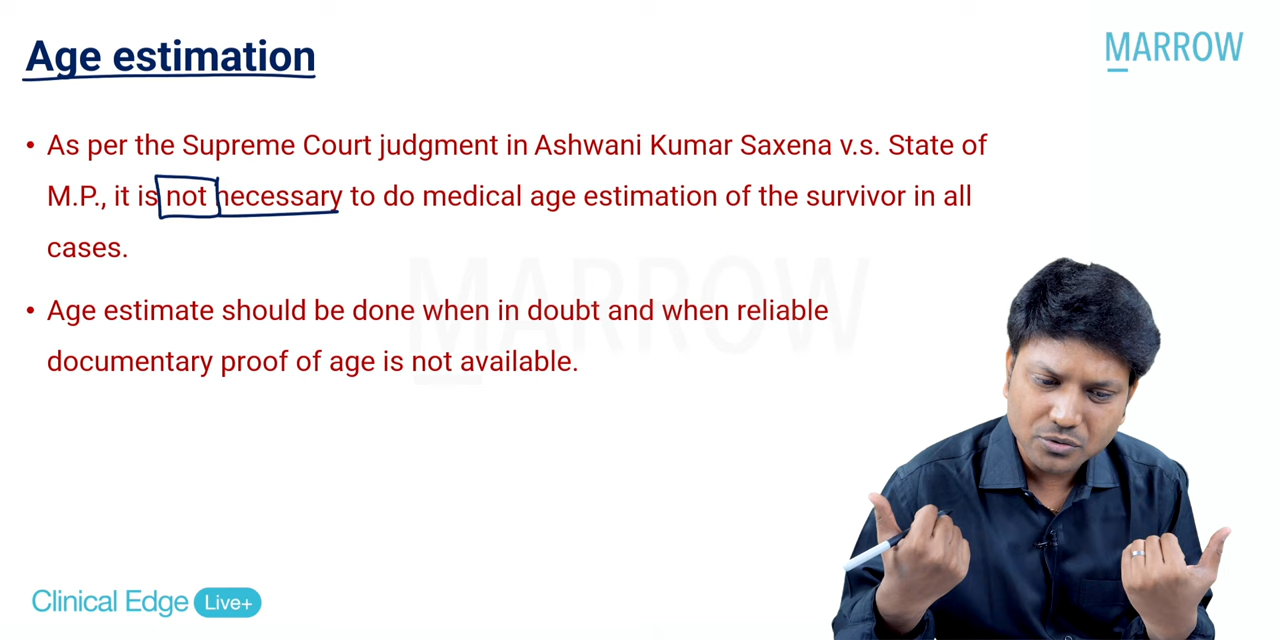 Age estimation
MARROW
• As per the Supreme Court judgment in Ashwani Kumar Saxena v.s. State of
M.P., it is not necessary to do medical age estimation of the survivor in all
cases.
MARROW
• Age estimate should be done when in doubt and when reliable
documentary proof of age is not available.
Clinical Edge Live+